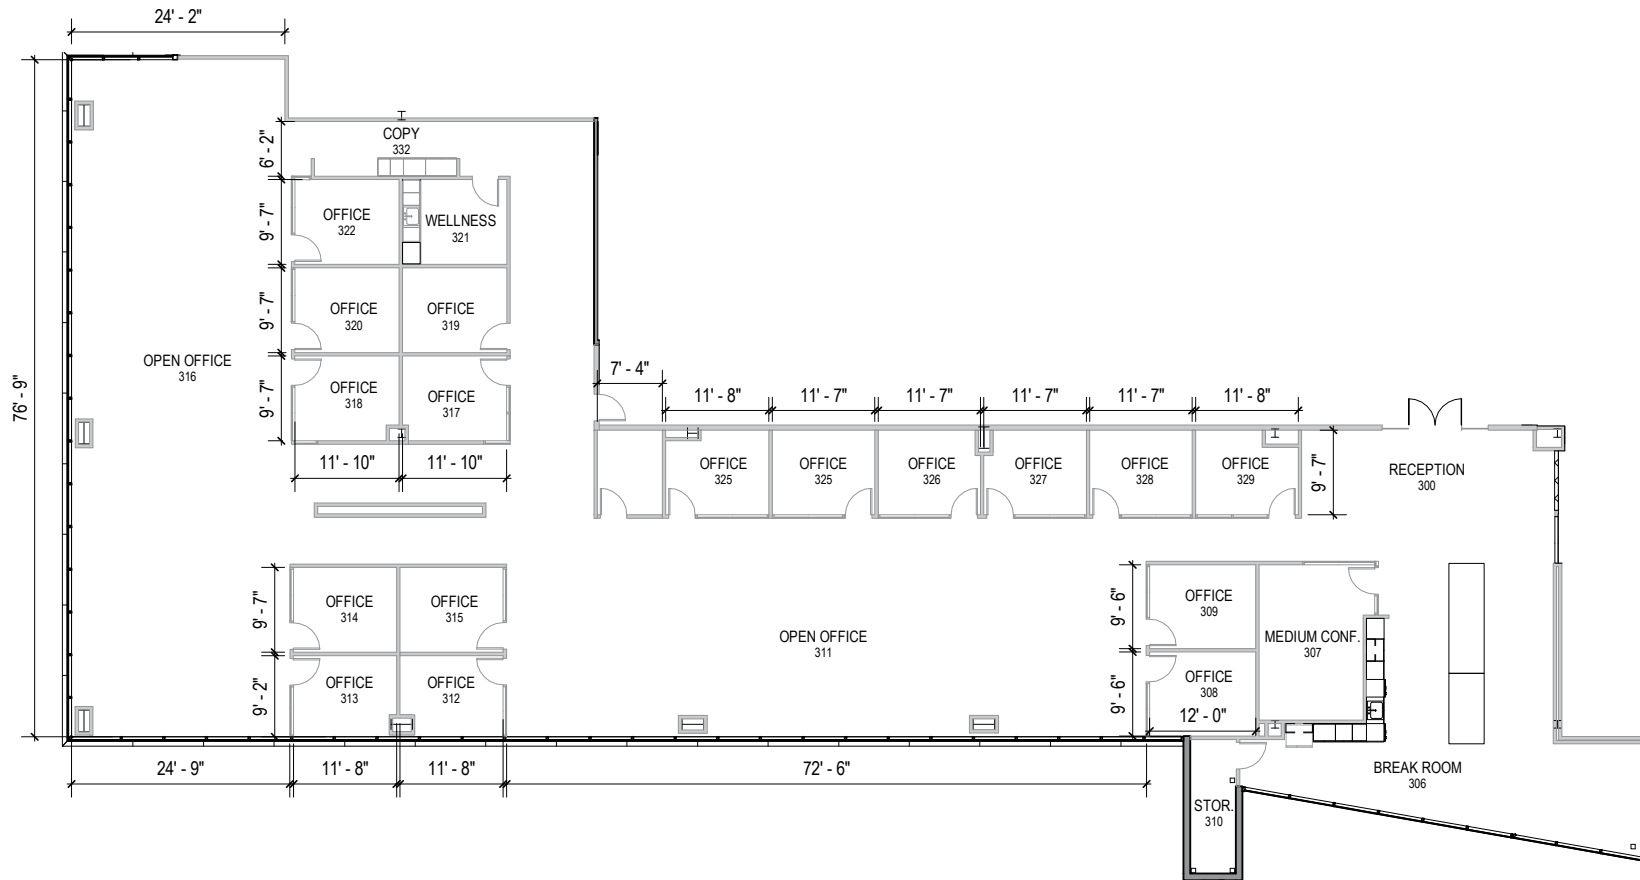 24' - 2"
COPY
332
6' - 2"
OFFICE
322
WELLNESS
321
9' - 7"
OFFICE
320
OFFICE
319
9' - 7"
OPEN OFFICE
316
76' - 9"
OFFICE
318
OFFICE
317
9' - 7"
7' - 4"
11' - 8"
11' - 7"
11' - 7"
11' - 7"
11' - 7"
11' - 8"
11' - 10"
11' - 10"
OFFICE
325
OFFICE
325
OFFICE
326
OFFICE
327
OFFICE
328
OFFICE
329
9' - 7"
RECEPTION
300
OFFICE
314
OFFICE
315
9' - 7"
OFFICE
309
9' - 6"
OPEN OFFICE
311
MEDIUM CONF.
307
OFFICE
313
OFFICE
312
9' - 2"
OFFICE
308
9' - 6"
12' - 0"
24' - 9"
11' - 8"
11' - 8"
72' - 6"
BREAK ROOM
306
STOR.
310